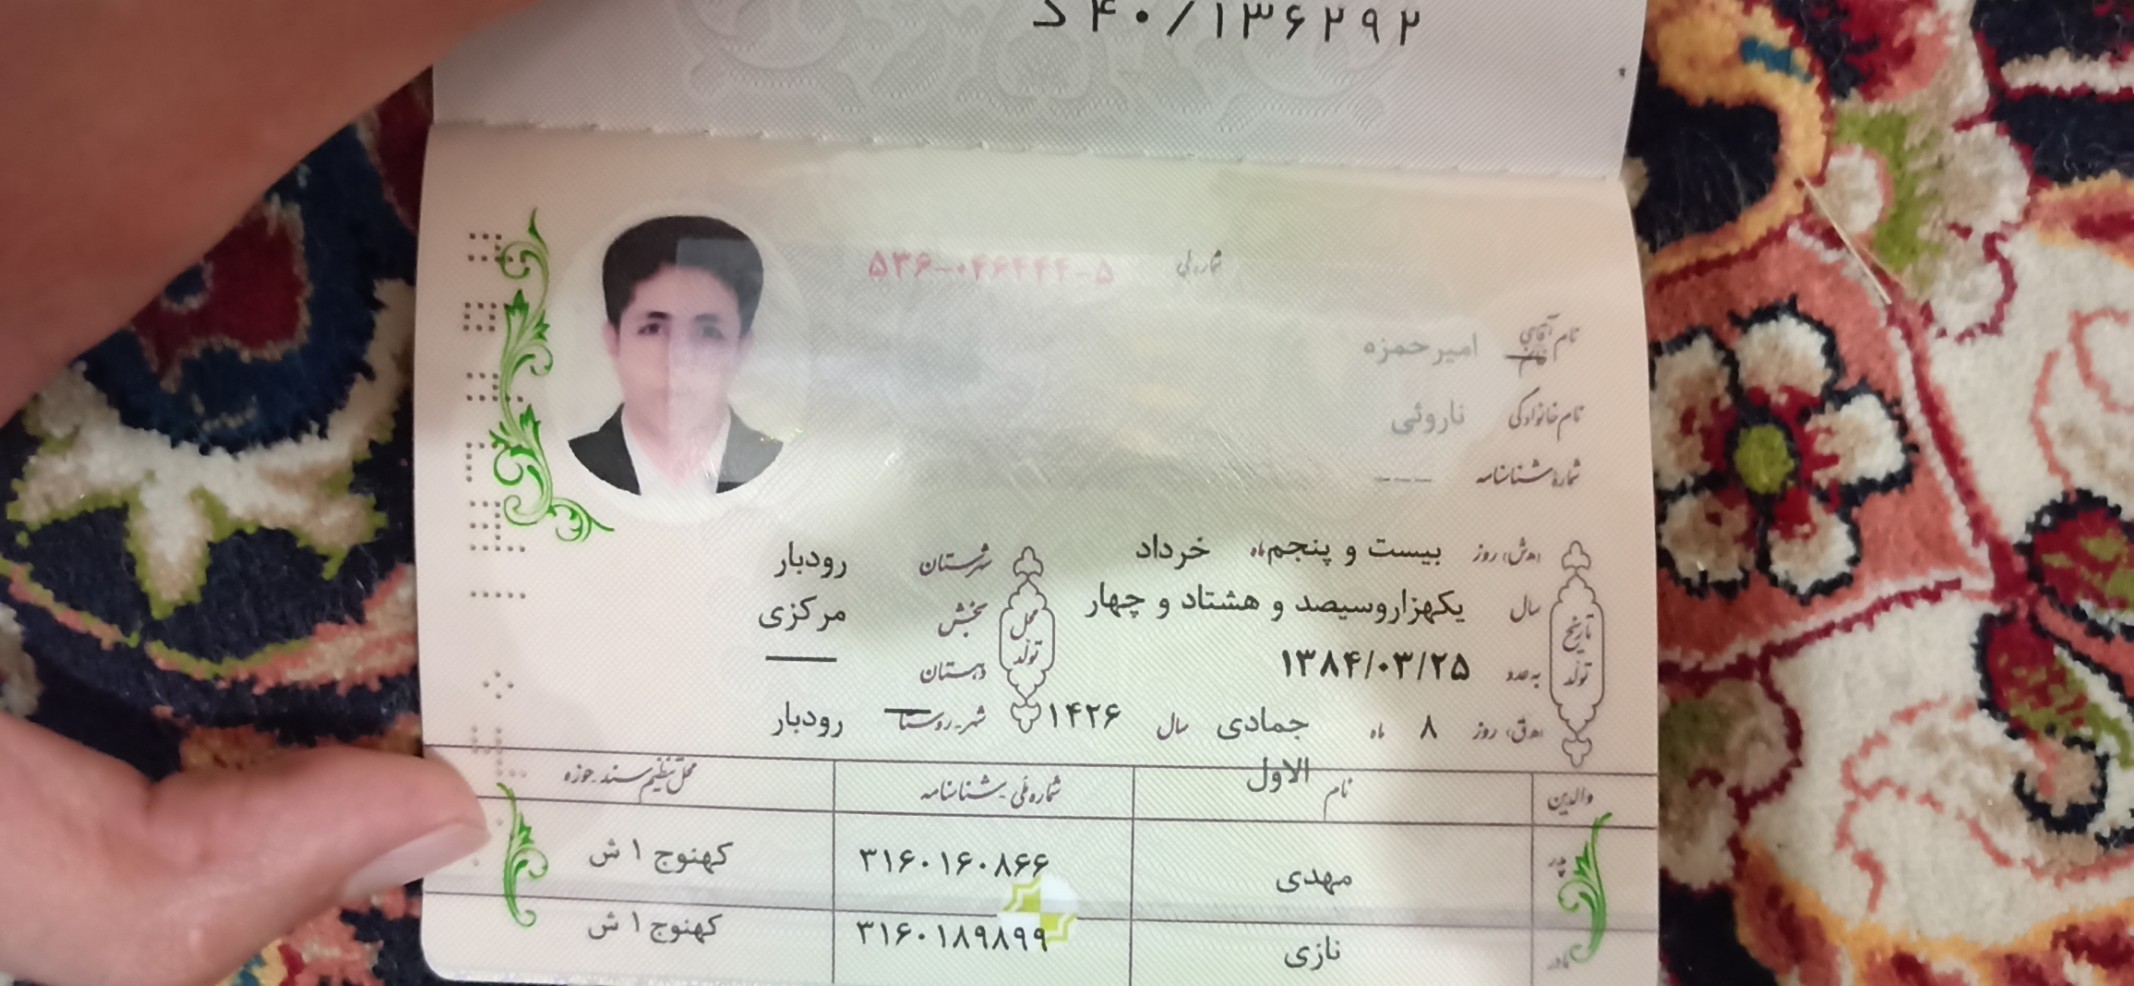 د ۴۰/۱۳۶۲۹۲
شماره ملی ۵۳۶-۰۴۶۴۴۴-۵
نام آقای خانم امیرحمزه
نام خانوادگی ناروئی
شمارهٔ شناسنامه ---
تاریخ تولد
(ه‍.ش) روز بیست و پنجم ماه خرداد
سال یکهزاروسیصد و هشتاد و چهار
به عدد ۱۳۸۴/۰۳/۲۵
(ه‍.ق) روز ۸ ماه جمادی الاول سال ۱۴۲۶
محل تولد
شهرستان رودبار
بخش مرکزی
دهستان —
شهر-روستا رودبار
والدین نام شماره ملی - شناسنامه محل تنظیم سند - حوزه
پدر مهدی ۳۱۶۰۱۶۰۸۶۶ کهنوج ۱ ش
مادر نازی ۳۱۶۰۱۸۹۸۹۹ کهنوج ۱ ش